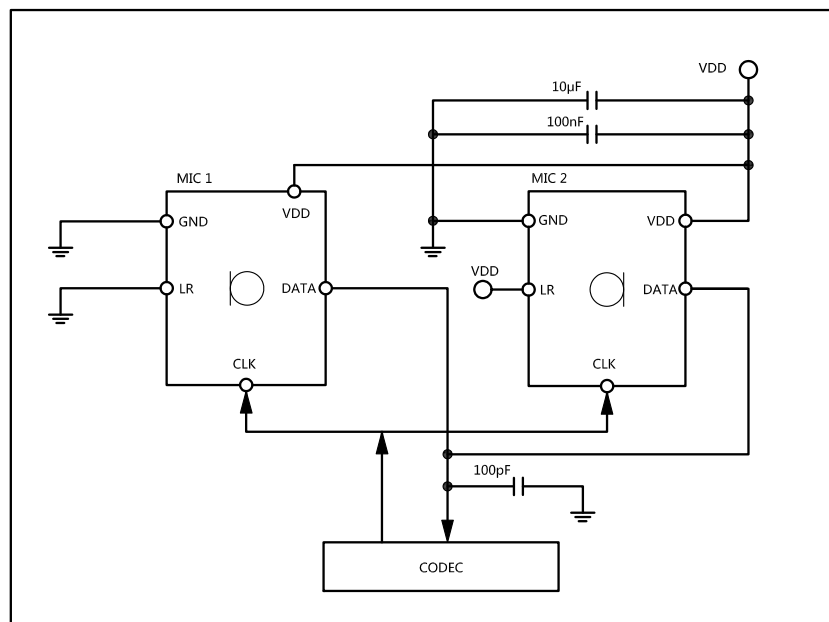 VDD
10μF
100nF
MIC 1
MIC 2
VDD
GND
GND
VDD
VDD
LR
DATA
LR
DATA
CLK
CLK
100pF
CODEC